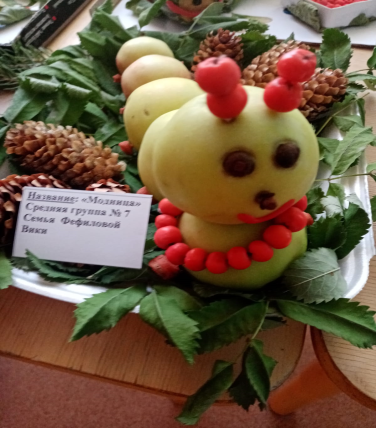 Название: «Модница»
Средняя группа № 7
Семья Фефиловой
Вики